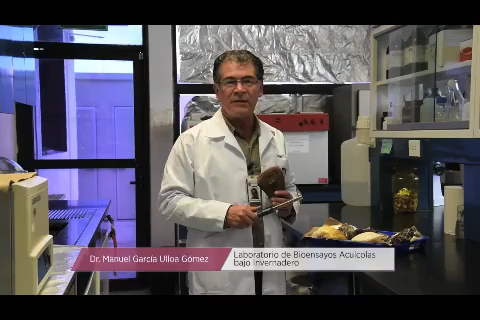 Dr. Manuel García Ulloa Gómez
Laboratorio de Bioensayos Acuícolas
bajo Invernadero